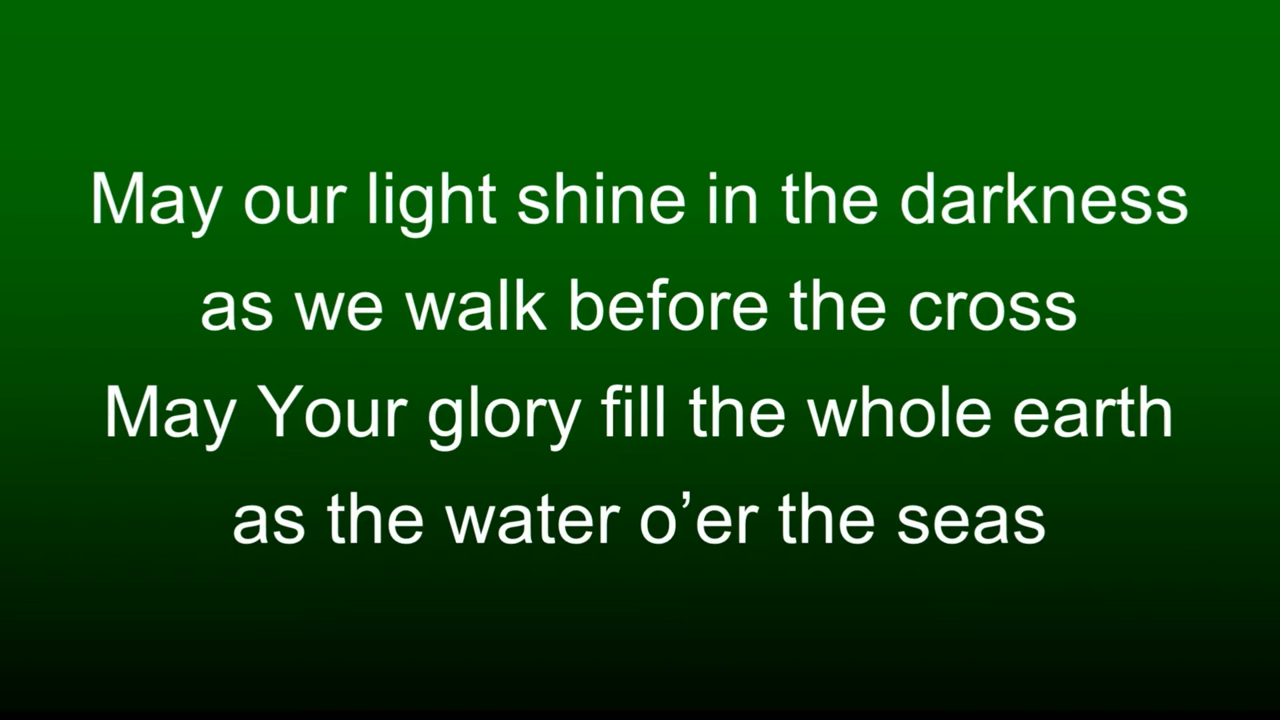 May our light shine in the darkness
as we walk before the cross
May Your glory fill the whole earth
as the water o’er the seas